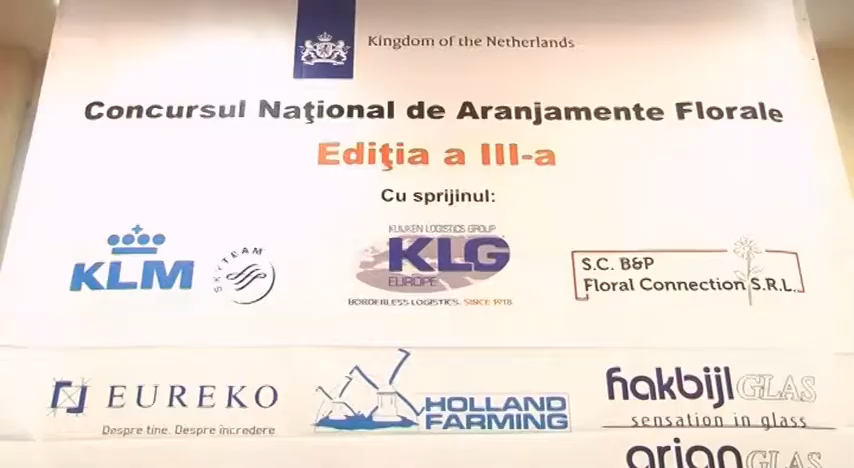 Kingdom of the Netherlands
Concursul Naţional de Aranjamente Florale
Ediţia a III-a
Cu sprijinul:
KLM
SKYTEAM
KUIJKEN LOGISTICS GROUP
KLG
EUROPE
BORDERLESS LOGISTICS. SINCE 1918
S.C. B&P
Floral Connection S.R.L.
EUREKO
Despre tine. Despre încredere
HOLLAND
FARMING
hakbijl GLAS
sensation in glass
arian GLAS